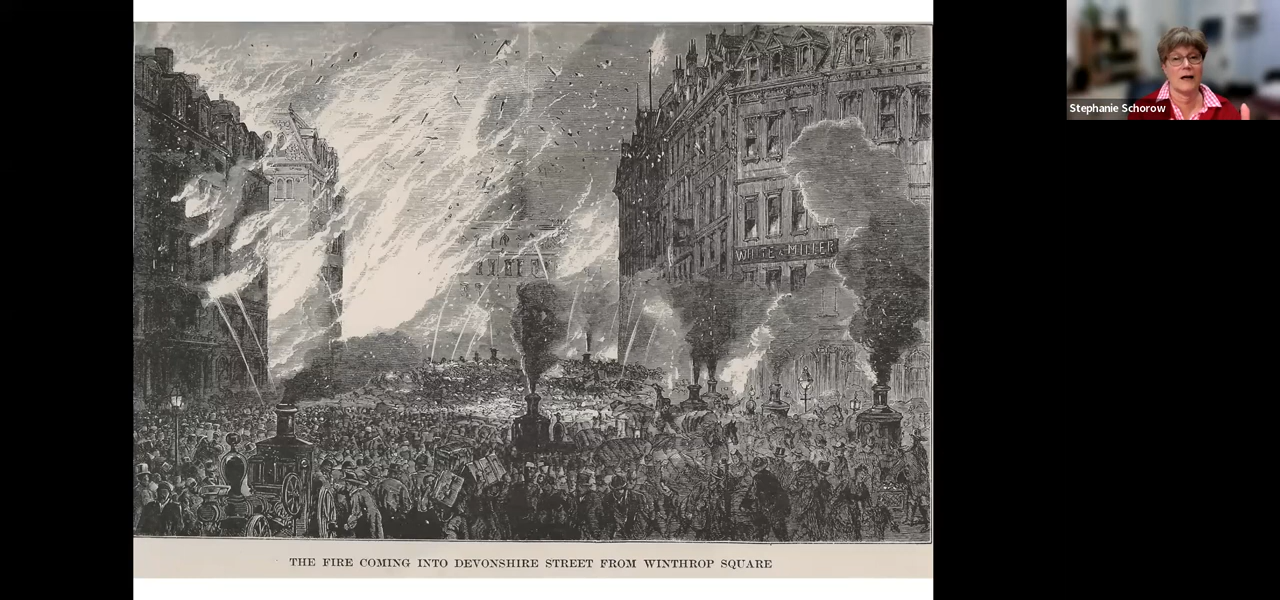 Stephanie Schorow
WHITE & MILLER
THE FIRE COMING INTO DEVONSHIRE STREET FROM WINTHROP SQUARE